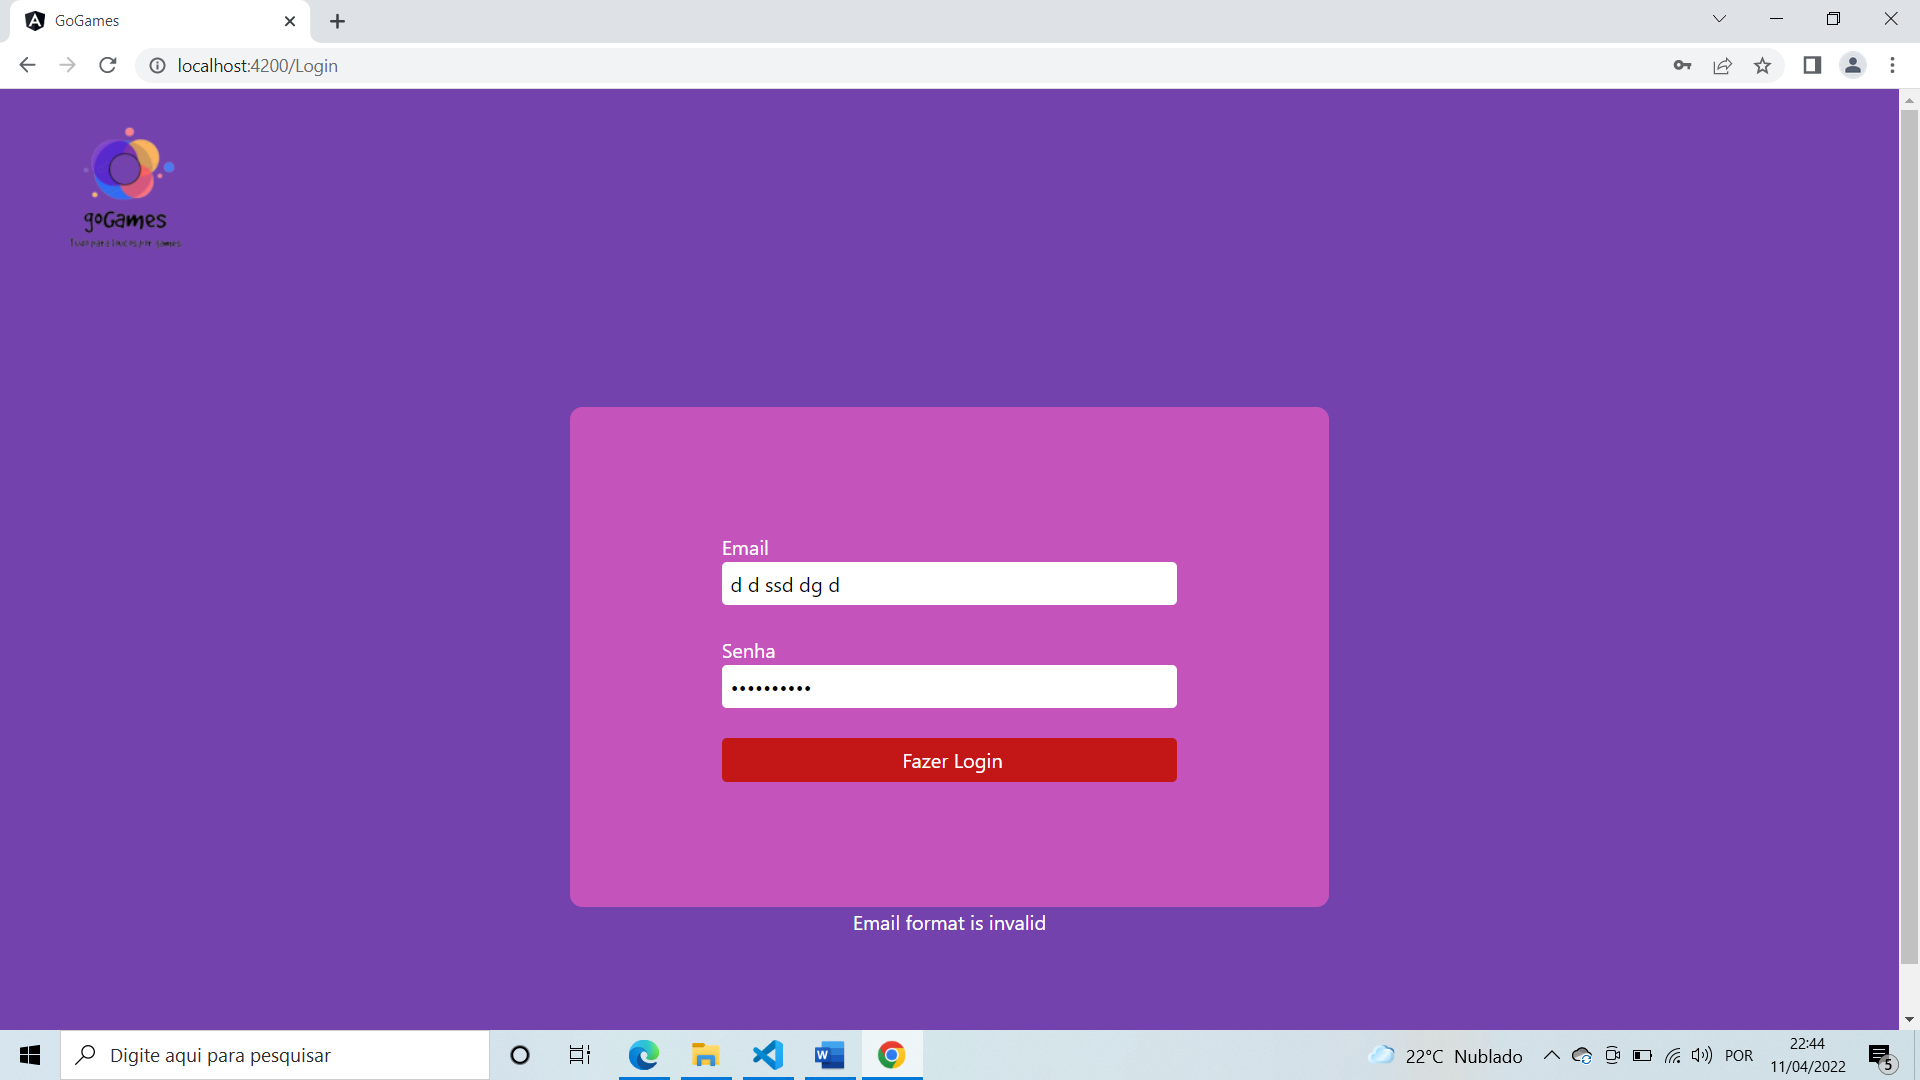 GoGames
localhost:4200/Login
goGames
Email
d d ssd dg d
Senha
••••••••••
Fazer Login
Email format is invalid
Digite aqui para pesquisar
22°C Nublado
POR
22:44
11/04/2022
5